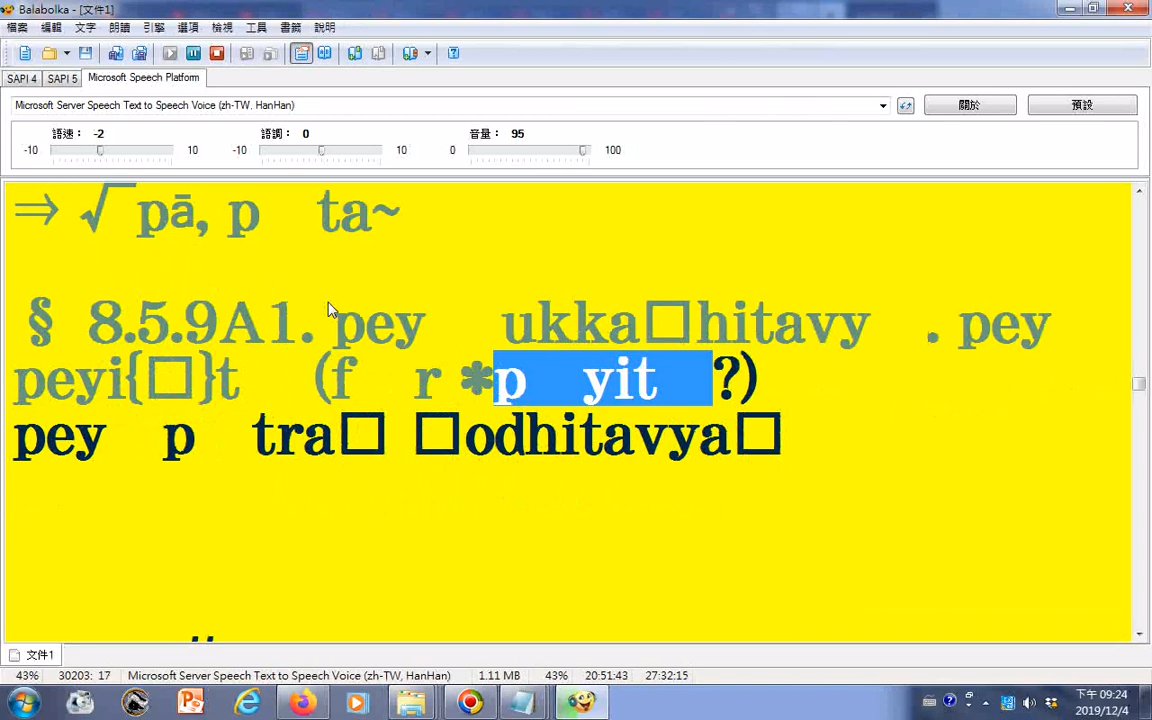 Balabolka - [文件1]
檔案 編輯 文字 朗讀 引擎 選項 檢視 工具 書籤 說明
SAPI 4 SAPI 5 Microsoft Speech Platform
Microsoft Server Speech Text to Speech Voice (zh-TW, HanHan) 關於 預設
語速： -2 語調： 0 音量： 95
-10 10 -10 10 0 100
⇒ √ pā, p ta~
§ 8.5.9A1. pey ukka□hitavy . pey
peyi{□}t (f r *p yit ?)
pey p tra□ □odhitavya□
文件1
43% 30203: 17 Microsoft Server Speech Text to Speech Voice (zh-TW, HanHan) 1.11 MB 43% 20:51:43 27:32:15
下午 09:24
2019/12/4